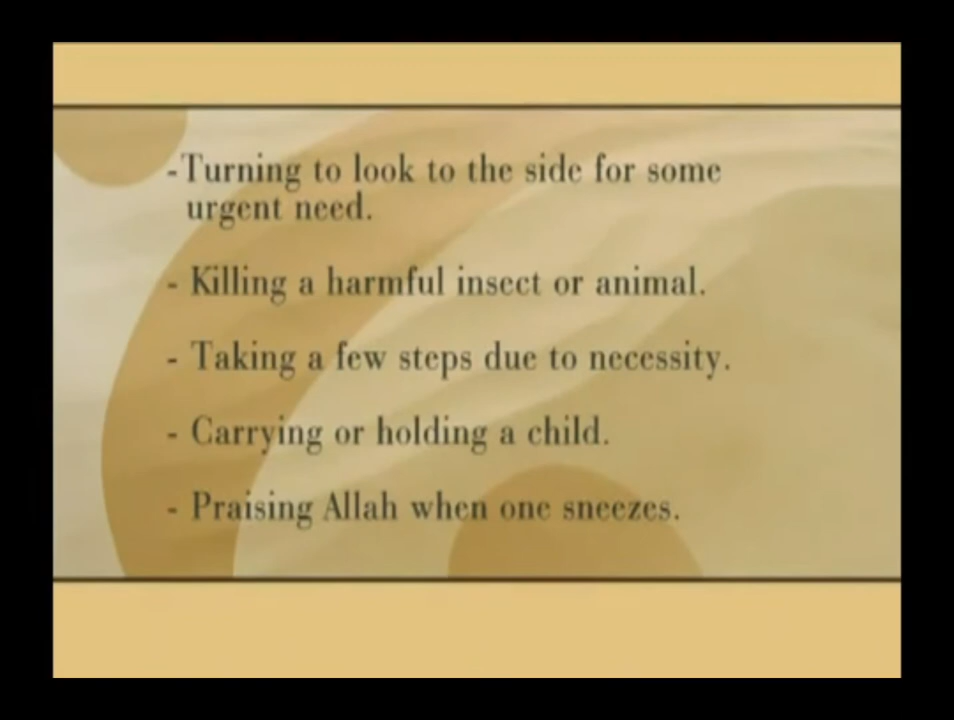 -Turning to look to the side for some
urgent need.
- Killing a harmful insect or animal.
- Taking a few steps due to necessity.
- Carrying or holding a child.
- Praising Allah when one sneezes.